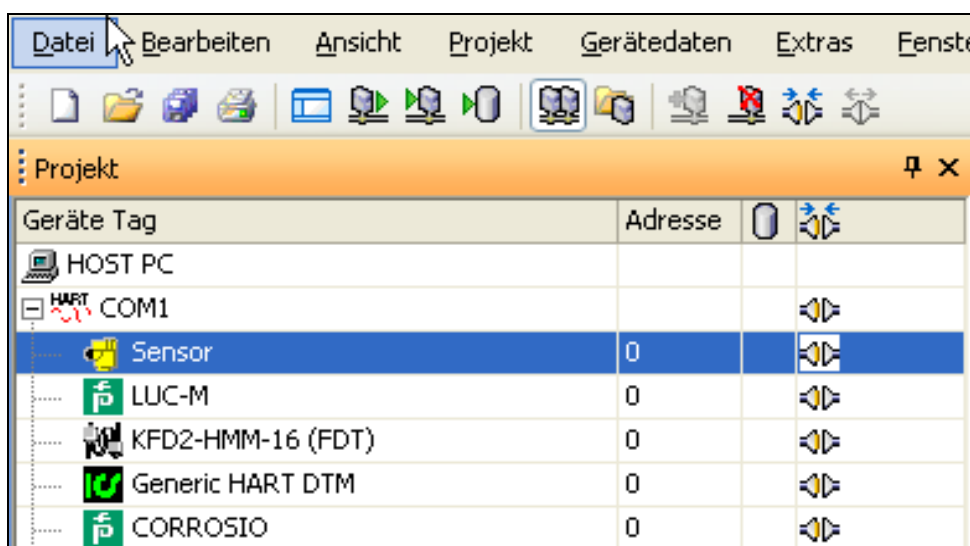 Datei Bearbeiten Ansicht Projekt Gerätedaten Extras Fenste
Projekt
Geräte Tag Adresse
HOST PC
HART COM1
Sensor 0
LUC-M 0
KFD2-HMM-16 (FDT) 0
Generic HART DTM 0
CORROSIO 0